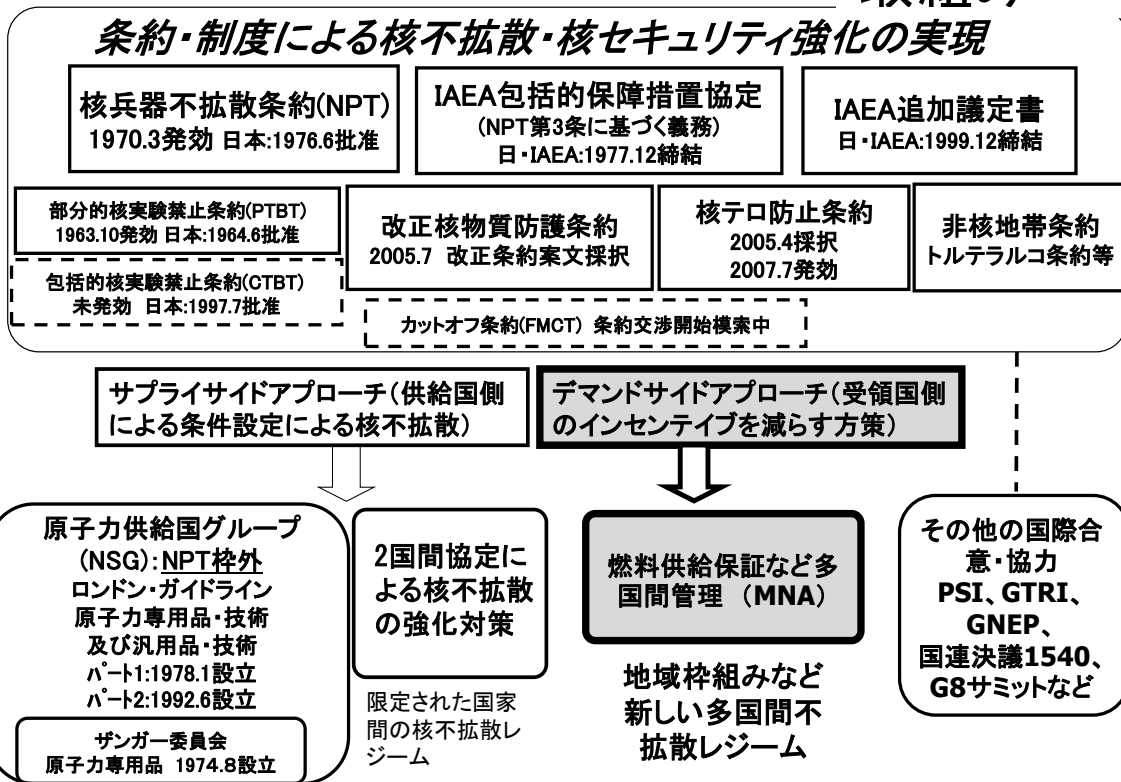 条約・制度による核不拡散・核セキュリティ強化の実現
核兵器不拡散条約(NPT)
1970.3発効 日本:1976.6批准
IAEA包括的保障措置協定
(NPT第3条に基づく義務)
日・IAEA:1977.12締結
IAEA追加議定書
日・IAEA:1999.12締結
部分的核実験禁止条約(PTBT)
1963.10発効 日本:1964.6批准
包括的核実験禁止条約(CTBT)
未発効 日本:1997.7批准
改正核物質防護条約
2005.7 改正条約案文採択
核テロ防止条約
2005.4採択
2007.7発効
非核地帯条約
トルテラルコ条約等
カットオフ条約(FMCT) 条約交渉開始模索中
サプライサイドアプローチ(供給国側
による条件設定による核不拡散)
デマンドサイドアプローチ(受領国側
のインセンテイブを減らす方策)
原子力供給国グループ
(NSG):NPT枠外
ロンドン・ガイドライン
原子力専用品・技術
及び汎用品・技術
パート1:1978.1設立
パート2:1992.6設立
ザンガー委員会
原子力専用品 1974.8設立
2国間協定に
よる核不拡散
の強化対策
限定された国家
間の核不拡散レ
ジーム
燃料供給保証など多
国間管理 (MNA)
地域枠組みなど
新しい多国間不
拡散レジーム
その他の国際合
意・協力
PSI、GTRI、
GNEP、
国連決議1540、
G8サミットなど